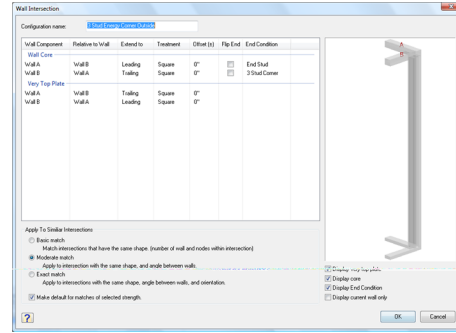 Wall Intersection
Configuration name: 3 Stud Energy Corner Outside
Wall Component Relative to Wall Extend to Treatment Offset (±) Flip End End Condition
Wall Core
Wall A Wall B Leading Square 0" End Stud
Wall B Wall A Trailing Square 0" 3 Stud Corner
Very Top Plate
Wall A Wall B Trailing Square 0"
Wall B Wall A Leading Square 0"
A
B
Apply To Similar Intersections
Basic match
Match intersections that have the same shape. (number of wall and nodes within intersection)
Moderate match
Apply to intersection with the same shape, and angle between walls.
Exact match
Apply to intersections with the same shape, angle between walls, and orientation.
Make default for matches of selected strength.
Display very top plate
Display core
Display End Condition
Display current wall only
?
OK Cancel